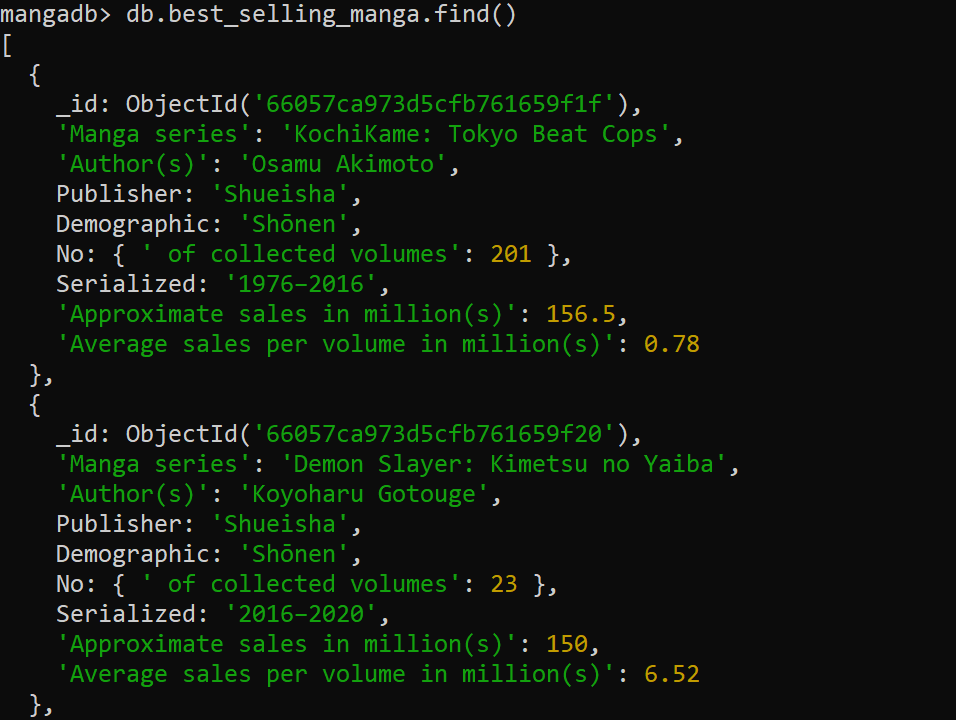 mangadb> db.best_selling_manga.find()
[
  {
    _id: ObjectId('66057ca973d5cfb761659f1f'),
    'Manga series': 'KochiKame: Tokyo Beat Cops',
    'Author(s)': 'Osamu Akimoto',
    Publisher: 'Shueisha',
    Demographic: 'Shōnen',
    No: { ' of collected volumes': 201 },
    Serialized: '1976–2016',
    'Approximate sales in million(s)': 156.5,
    'Average sales per volume in million(s)': 0.78
  },
  {
    _id: ObjectId('66057ca973d5cfb761659f20'),
    'Manga series': 'Demon Slayer: Kimetsu no Yaiba',
    'Author(s)': 'Koyoharu Gotouge',
    Publisher: 'Shueisha',
    Demographic: 'Shōnen',
    No: { ' of collected volumes': 23 },
    Serialized: '2016–2020',
    'Approximate sales in million(s)': 150,
    'Average sales per volume in million(s)': 6.52
  },